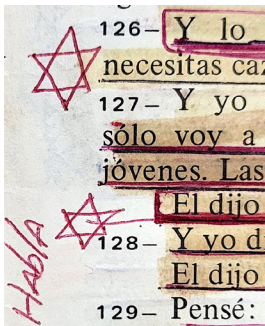 126– Y lo
necesitas caz
127– Y yo
sólo voy a
jóvenes. Las
El dijo
128– Y yo d
El dijo
129– Pensé:
Habla